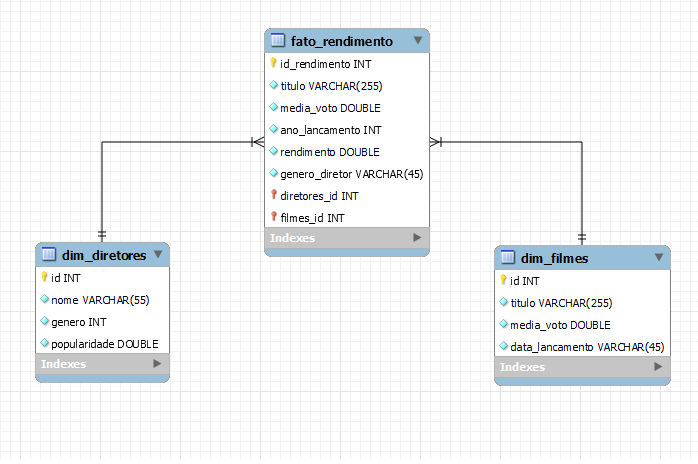 fato_rendimento
id_rendimento INT
titulo VARCHAR(255)
media_voto DOUBLE
ano_lancamento INT
rendimento DOUBLE
genero_diretor VARCHAR(45)
diretores_id INT
filmes_id INT
Indexes
dim_diretores
id INT
nome VARCHAR(55)
genero INT
popularidade DOUBLE
Indexes
dim_filmes
id INT
titulo VARCHAR(255)
media_voto DOUBLE
data_lancamento VARCHAR(45)
Indexes